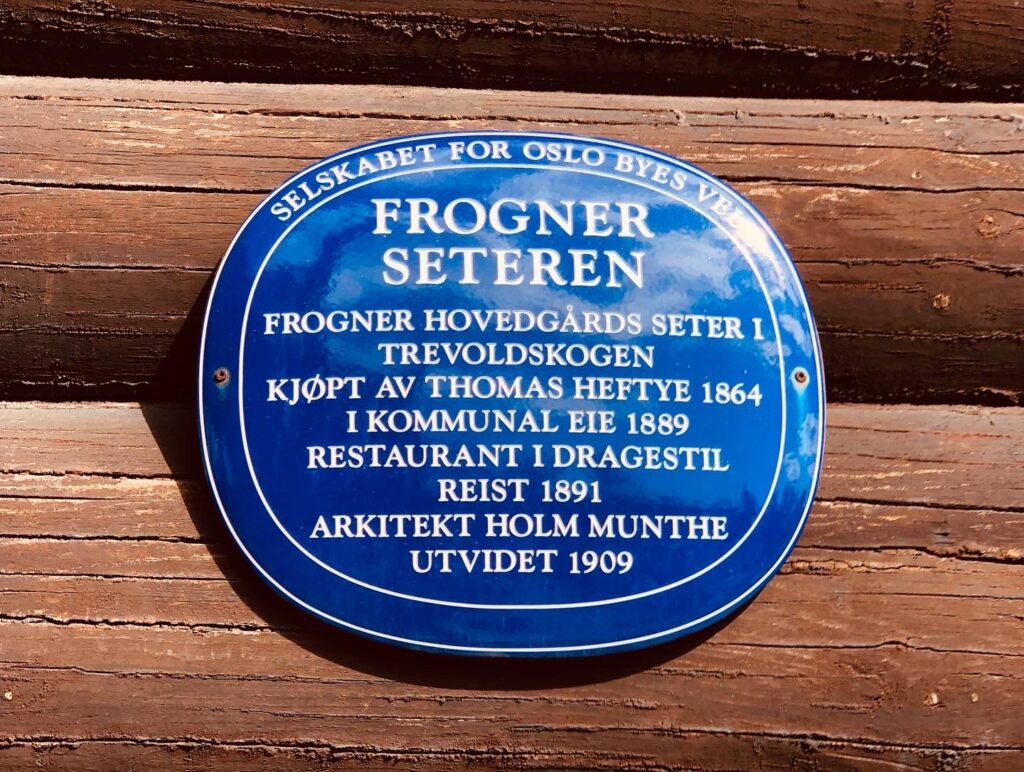 SELSKABET FOR OSLO BYES VEL
FROGNER
SETEREN
FROGNER HOVEDGÅRDS SETER I
TREVOLDSKOGEN
KJØPT AV THOMAS HEFTYE 1864
I KOMMUNAL EIE 1889
RESTAURANT I DRAGESTIL
REIST 1891
ARKITEKT HOLM MUNTHE
UTVIDET 1909